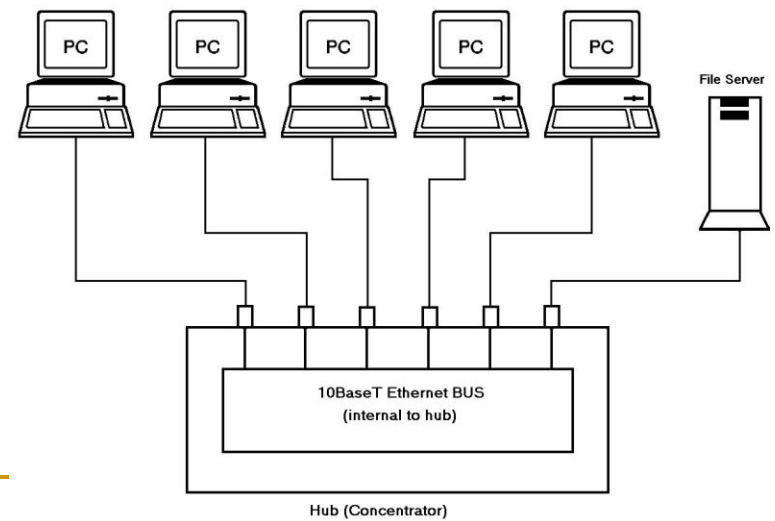 PC
PC
PC
PC
PC
File Server
10BaseT Ethernet BUS
(internal to hub)
Hub (Concentrator)